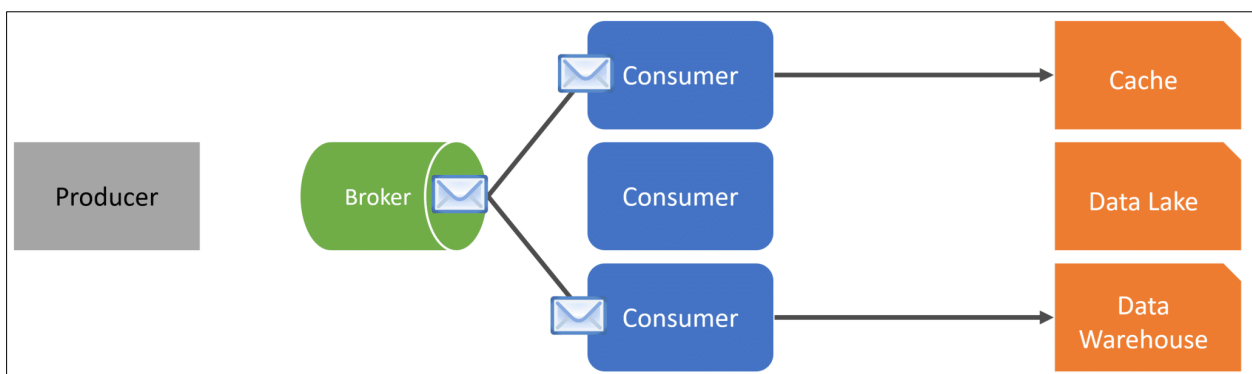 Producer
Broker
Consumer
Consumer
Consumer
Cache
Data Lake
Data
Warehouse